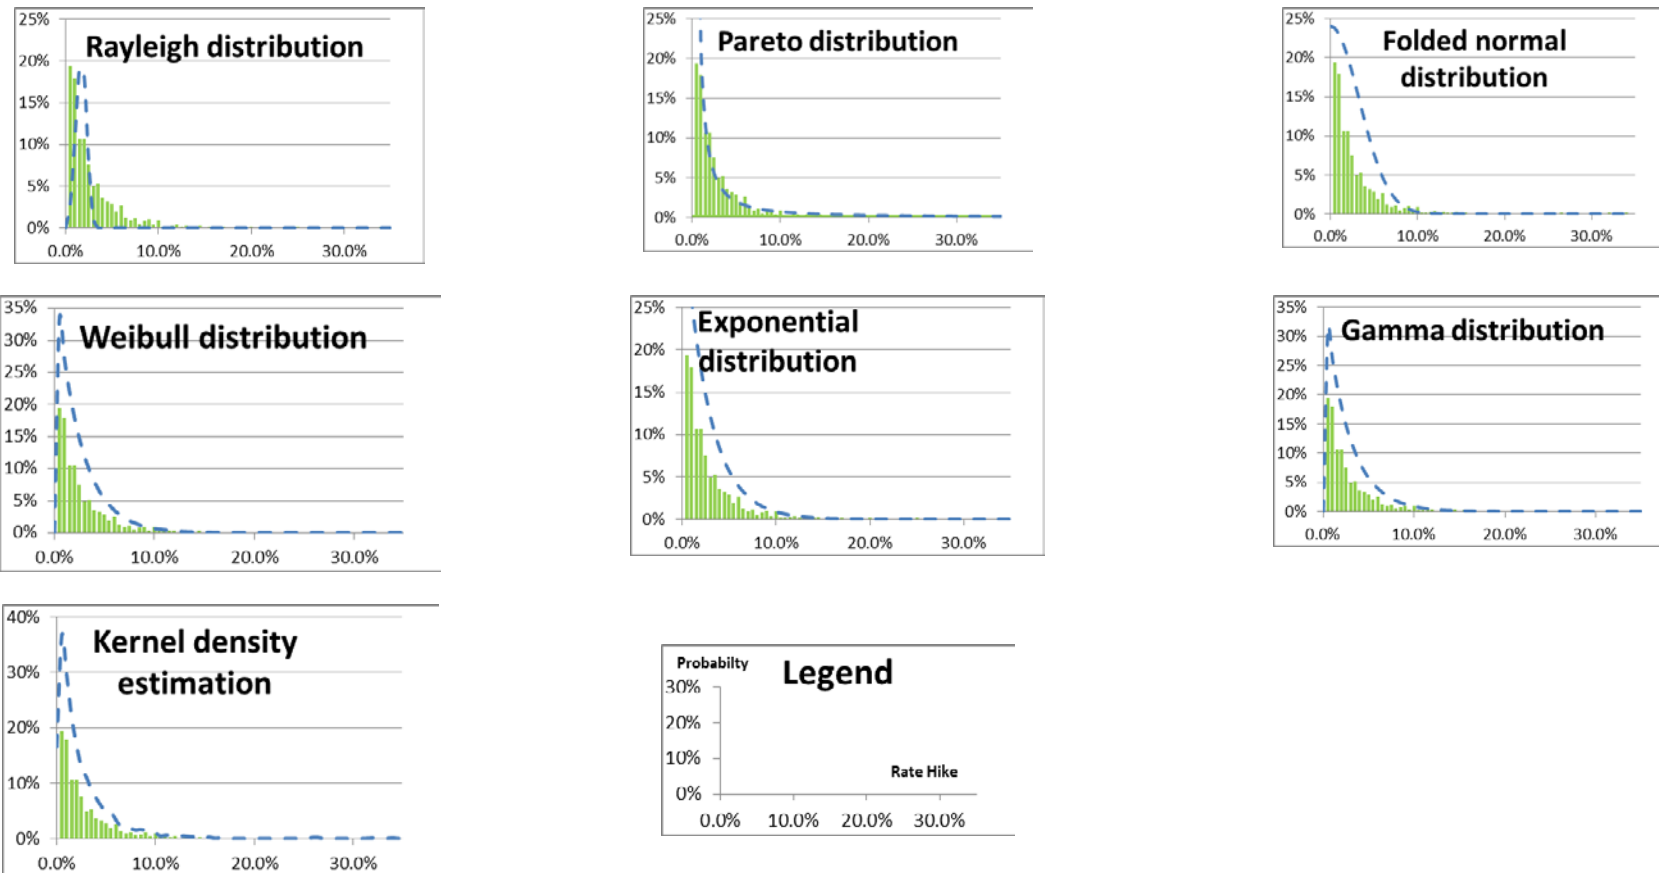 25%
Rayleigh distribution
20%
15%
10%
5%
0%
0.0% 10.0% 20.0% 30.0%
25%
Pareto distribution
20%
15%
10%
5%
0%
0.0% 10.0% 20.0% 30.0%
25%
Folded normal
distribution
20%
15%
10%
5%
0%
0.0% 10.0% 20.0% 30.0%
35%
Weibull distribution
30%
25%
20%
15%
10%
5%
0%
0.0% 10.0% 20.0% 30.0%
25%
Exponential
distribution
20%
15%
10%
5%
0%
0.0% 10.0% 20.0% 30.0%
35%
Gamma distribution
30%
25%
20%
15%
10%
5%
0%
0.0% 10.0% 20.0% 30.0%
40%
Kernel density
estimation
30%
20%
10%
0%
0.0% 10.0% 20.0% 30.0%
Probabilty
Legend
30%
20%
10%
Rate Hike
0%
0.0% 10.0% 20.0% 30.0%